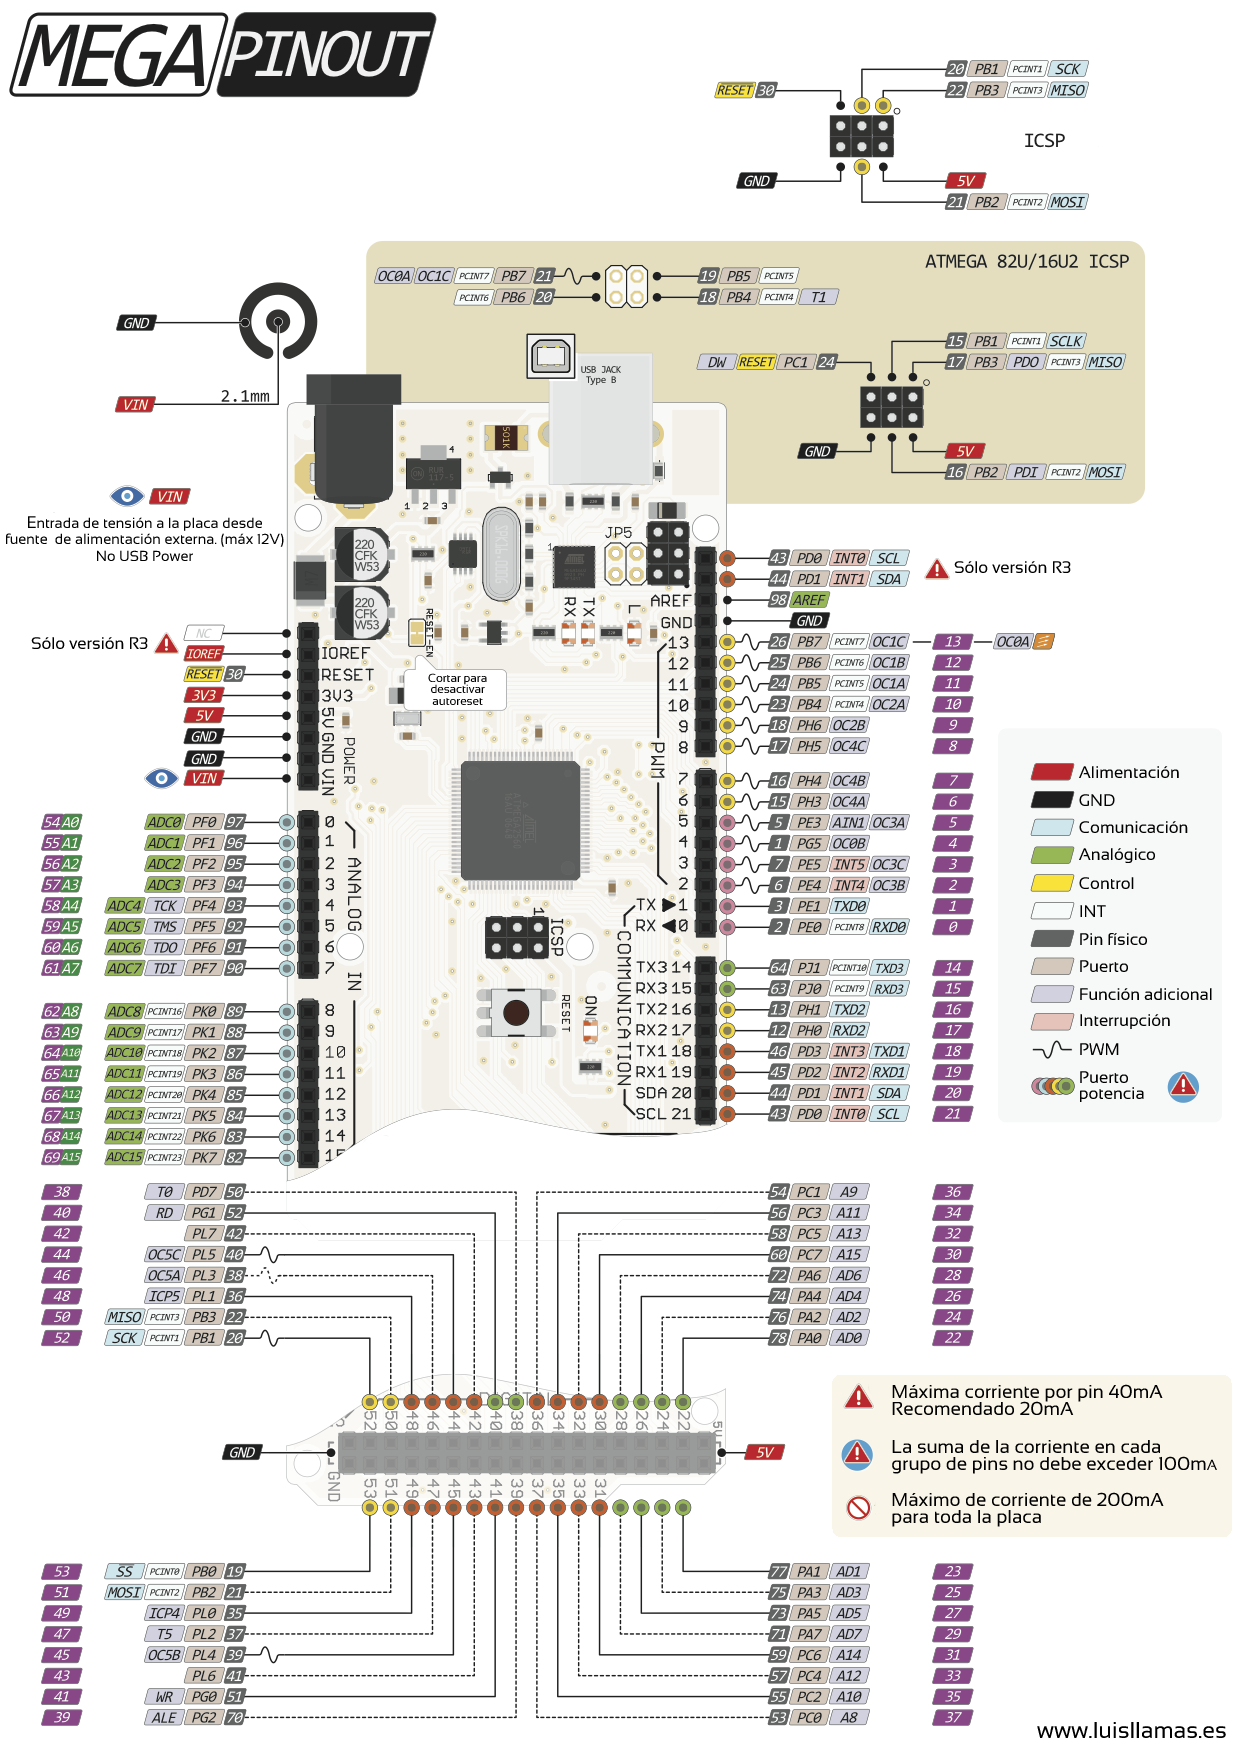 MEGA PINOUT
20 PB1 PCINT1 SCK
RESET 30
22 PB3 PCINT3 MISO
ICSP
GND
5V
21 PB2 PCINT2 MOSI
ATMEGA 82U/16U2 ICSP
OC0A OC1C PCINT7 PB7 21
19 PB5 PCINT5
PCINT6 PB6 20
18 PB4 PCINT4 T1
GND
15 PB1 PCINT1 SCLK
DW RESET PC1 24
17 PB3 PDO PCINT3 MISO
USB JACK
Type B
2.1mm
VIN
GND
5V
16 PB2 PDI PCINT2 MOSI
501K
4
1 2 3
VIN
Entrada de tensión a la placa desde
fuente de alimentación externa. (máx 12V)
No USB Power
220
CFK
W53
220
CFK
W53
JP5
1
RX
TX
L
RESET-EN
Cortar para
desactivar
autoreset
43 PD0 INT0 SCL
44 PD1 INT1 SDA
Sólo versión R3
AREF 98 AREF
GND GND
13 26 PB7 PCINT7 OC1C 13 OC0A
12 25 PB6 PCINT6 OC1B 12
11 24 PB5 PCINT5 OC1A 11
10 23 PB4 PCINT4 OC2A 10
9 18 PH6 OC2B 9
8 17 PH5 OC4C 8
PWM
7 16 PH4 OC4B 7
6 15 PH3 OC4A 6
5 5 PE3 AIN1 OC3A 5
4 1 PG5 OC0B 4
3 7 PE5 INT5 OC3C 3
2 6 PE4 INT4 OC3B 2
TX 1 3 PE1 TXD0 1
RX 0 2 PE0 PCINT8 RXD0 0
COMMUNICATION
TX3 14 64 PJ1 PCINT10 TXD3 14
RX3 15 63 PJ0 PCINT9 RXD3 15
TX2 16 13 PH1 TXD2 16
RX2 17 12 PH0 RXD2 17
TX1 18 46 PD3 INT3 TXD1 18
RX1 19 45 PD2 INT2 RXD1 19
SDA 20 44 PD1 INT1 SDA 20
SCL 21 43 PD0 INT0 SCL 21
Sólo versión R3
NC
IOREF IOREF
RESET 30 RESET
3V3 3V3
5V 5V
GND GND
GND
VIN VIN
POWER
54 A0 ADC0 PF0 97 0
55 A1 ADC1 PF1 96 1
56 A2 ADC2 PF2 95 2
57 A3 ADC3 PF3 94 3
58 A4 ADC4 TCK PF4 93 4
59 A5 ADC5 TMS PF5 92 5
60 A6 ADC6 TDO PF6 91 6
61 A7 ADC7 TDI PF7 90 7
ANALOG IN
62 A8 ADC8 PCINT16 PK0 89 8
63 A9 ADC9 PCINT17 PK1 88 9
64 A10 ADC10 PCINT18 PK2 87 10
65 A11 ADC11 PCINT19 PK3 86 11
66 A12 ADC12 PCINT20 PK4 85 12
67 A13 ADC13 PCINT21 PK5 84 13
68 A14 ADC14 PCINT22 PK6 83 14
69 A15 ADC15 PCINT23 PK7 82 15
1
ICSP
RESET
ON
Alimentación
GND
Comunicación
Analógico
Control
INT
Pin físico
Puerto
Función adicional
Interrupción
PWM
Puerto
potencia
38 T0 PD7 50
40 RD PG1 52
42 PL7 42
44 OC5C PL5 40
46 OC5A PL3 38
48 ICP5 PL1 36
50 MISO PCINT3 PB3 22
52 SCK PCINT1 PB1 20
54 PC1 A9 36
56 PC3 A11 34
58 PC5 A13 32
60 PC7 A15 30
72 PA6 AD6 28
74 PA4 AD4 26
76 PA2 AD2 24
78 PA0 AD0 22
DIGITAL
52 50 48 46 44 42 40 38 36 34 32 30 28 26 24 22 5V
GND
5V
GND 53 51 49 47 45 43 41 39 37 35 33 31
Máxima corriente por pin 40mA
Recomendado 20mA
La suma de la corriente en cada
grupo de pins no debe exceder 100mA
Máximo de corriente de 200mA
para toda la placa
53 SS PCINT0 PB0 19
51 MOSI PCINT2 PB2 21
49 ICP4 PL0 35
47 T5 PL2 37
45 OC5B PL4 39
43 PL6 41
41 WR PG0 51
39 ALE PG2 70
77 PA1 AD1 23
75 PA3 AD3 25
73 PA5 AD5 27
71 PA7 AD7 29
59 PC6 A14 31
57 PC4 A12 33
55 PC2 A10 35
53 PC0 A8 37
www.luisllamas.es